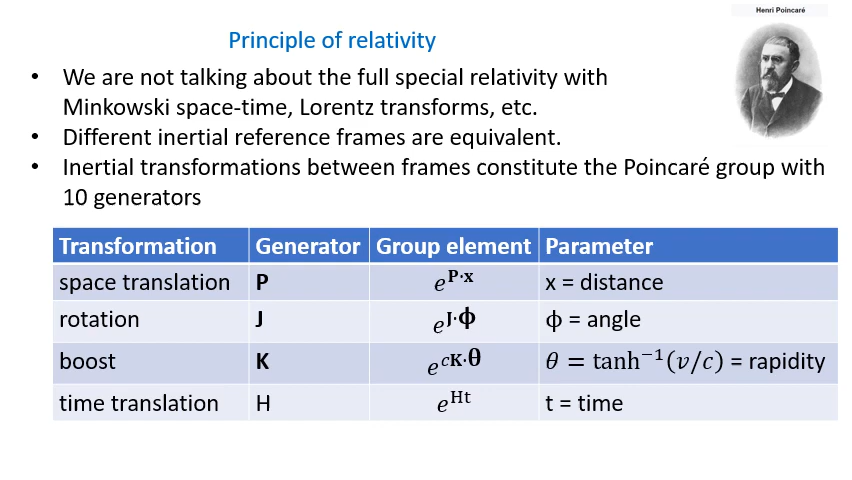 Henri Poincaré
Principle of relativity
• We are not talking about the full special relativity with
Minkowski space-time, Lorentz transforms, etc.
• Different inertial reference frames are equivalent.
• Inertial transformations between frames constitute the Poincaré group with
10 generators
Transformation Generator Group element Parameter
space translation P e^{P·x} x = distance
rotation J e^{J·ϕ} ϕ = angle
boost K e^{cK·θ} θ = tanh⁻¹(v/c) = rapidity
time translation H e^{Ht} t = time